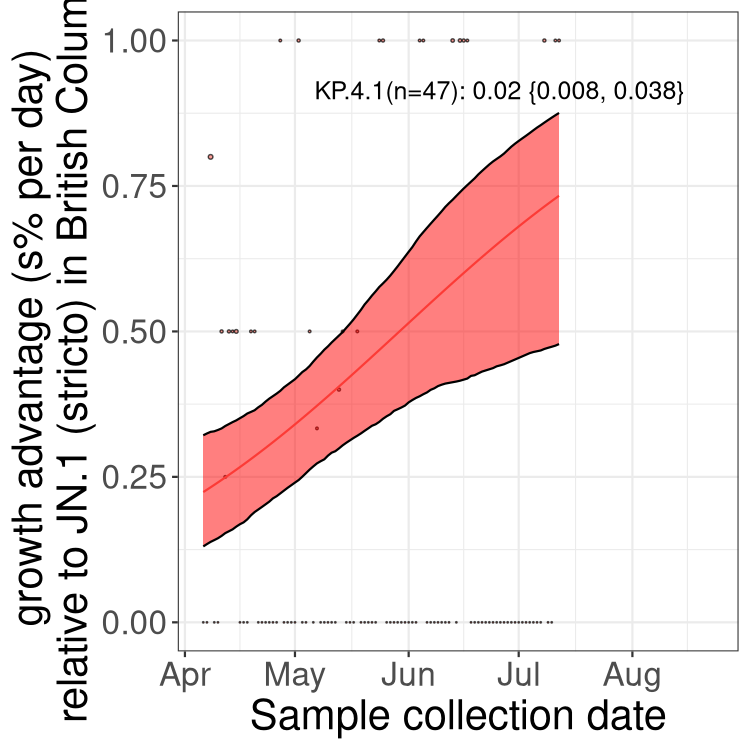 growth advantage (s% per day)
relative to JN.1 (stricto) in British Colum
1.00
0.75
0.50
0.25
0.00
KP.4.1(n=47): 0.02 {0.008, 0.038}
Apr May Jun Jul Aug
Sample collection date